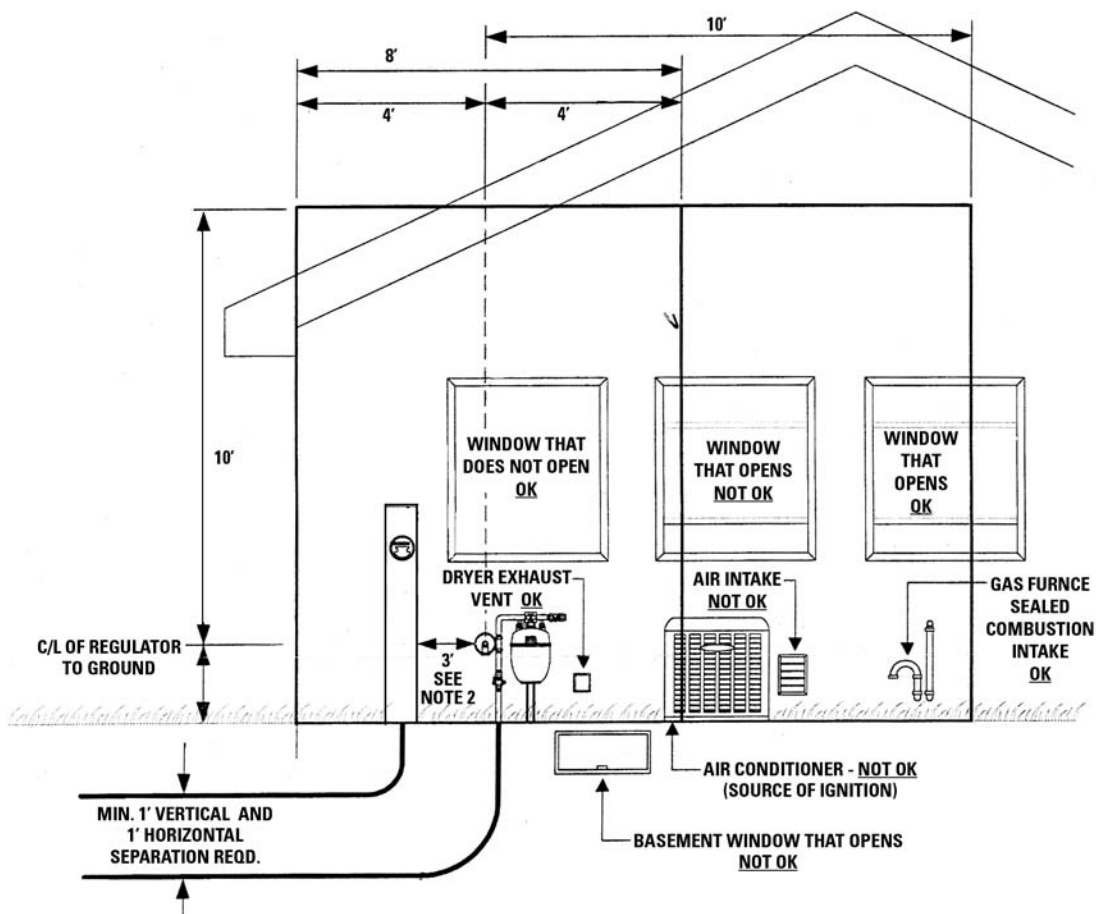 10'
8'
4'
4'
10'
WINDOW THAT
DOES NOT OPEN
OK
WINDOW
THAT OPENS
NOT OK
WINDOW
THAT
OPENS
OK
DRYER EXHAUST
VENT OK
AIR INTAKE
NOT OK
GAS FURNCE
SEALED
COMBUSTION
INTAKE
OK
C/L OF REGULATOR
TO GROUND
3'
SEE
NOTE 2
AIR CONDITIONER - NOT OK
(SOURCE OF IGNITION)
MIN. 1' VERTICAL AND
1' HORIZONTAL
SEPARATION REQD.
BASEMENT WINDOW THAT OPENS
NOT OK